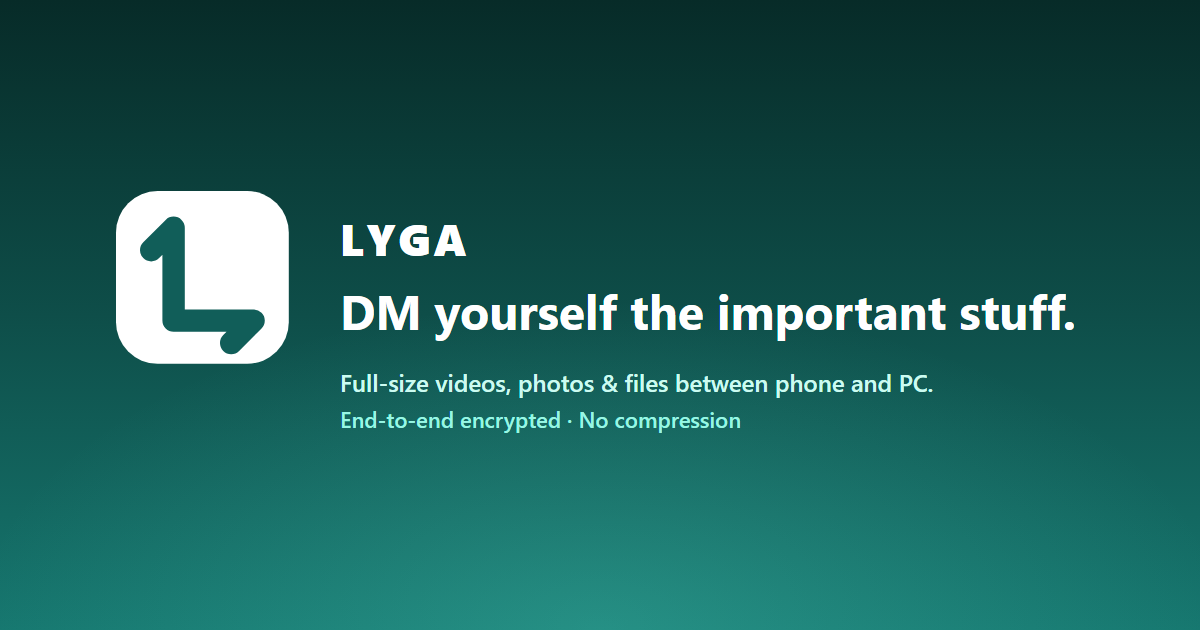 LYGA
DM yourself the important stuff.
Full-size videos, photos & files between phone and PC.
End-to-end encrypted · No compression